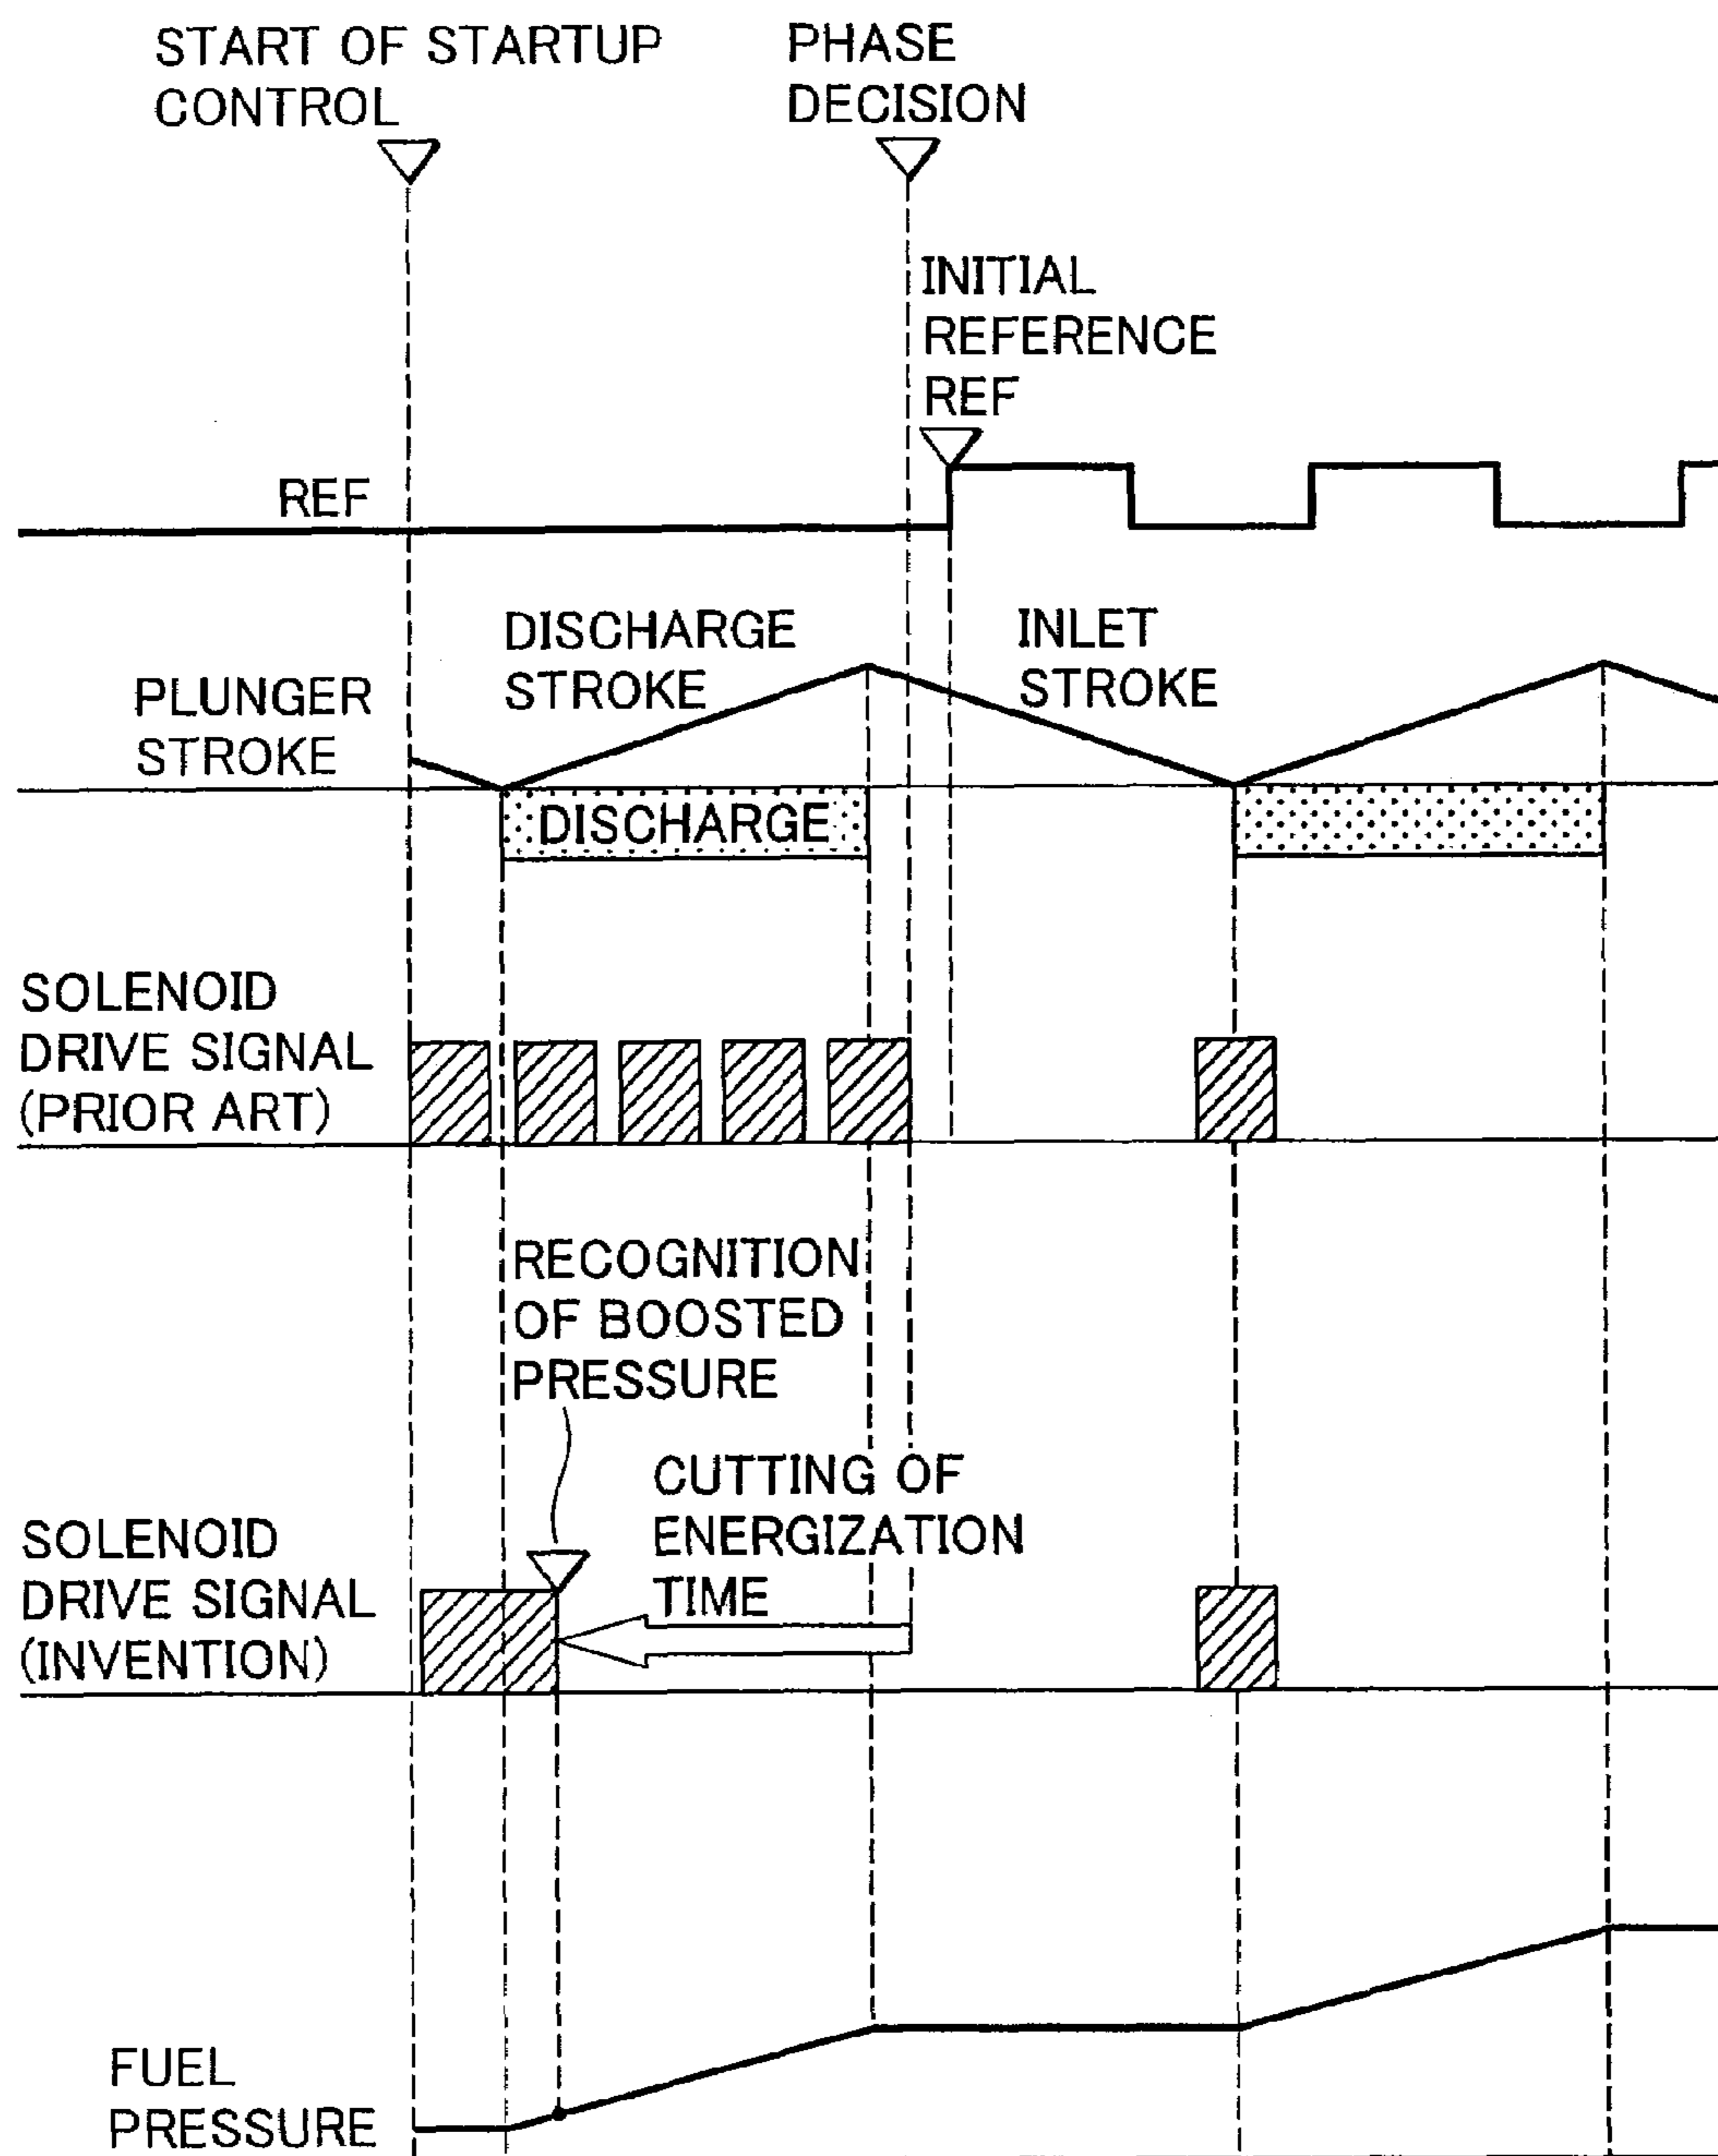 START OF STARTUP
CONTROL
PHASE
DECISION
INITIAL
REFERENCE
REF
REF
DISCHARGE
STROKE
INLET
STROKE
PLUNGER
STROKE
DISCHARGE
SOLENOID
DRIVE SIGNAL
(PRIOR ART)
RECOGNITION
OF BOOSTED
PRESSURE
CUTTING OF
ENERGIZATION
TIME
SOLENOID
DRIVE SIGNAL
(INVENTION)
FUEL
PRESSURE